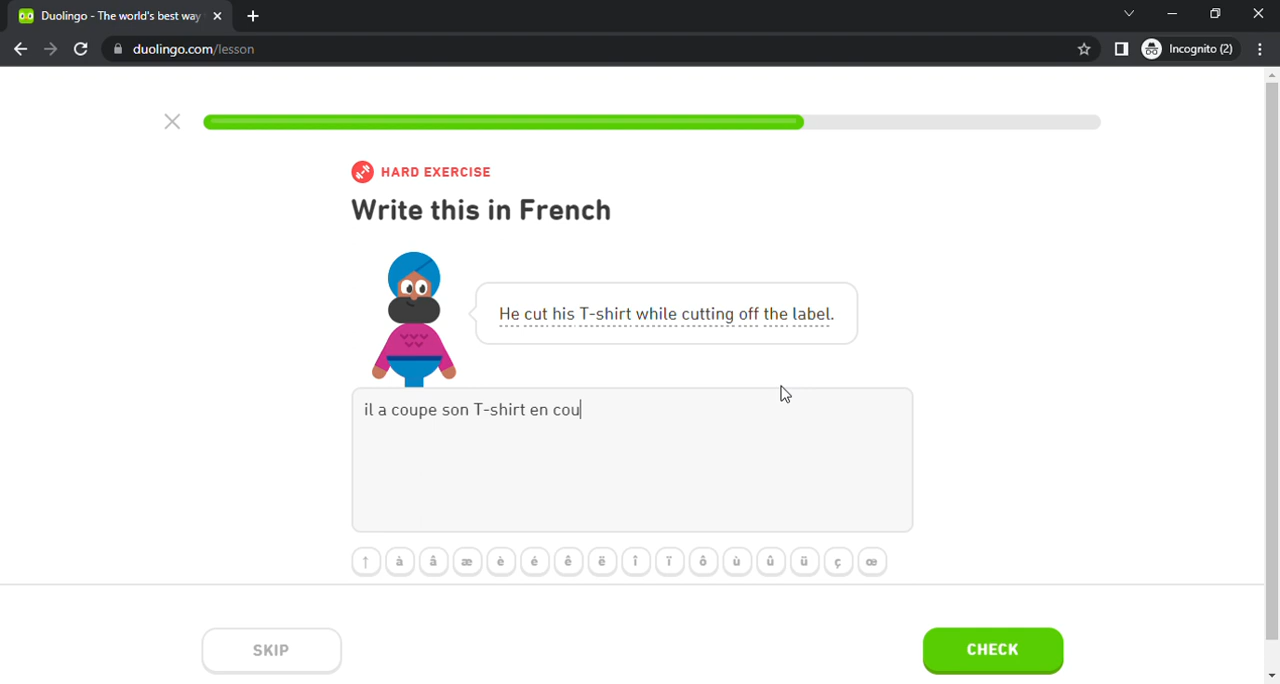 Duolingo - The world's best way
duolingo.com/lesson
Incognito (2)
HARD EXERCISE
Write this in French
He cut his T-shirt while cutting off the label.
il a coupe son T-shirt en cou
↑ à â æ è é ê ë î ï ô ù û ü ç œ
SKIP
CHECK